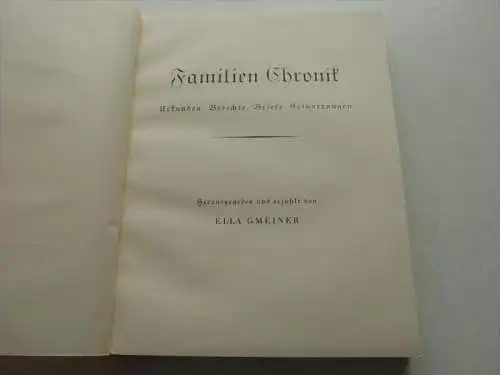 Familien Chronik
Urkunden Berichte Briefe Erinnerungen
Herausgegeben und erzählt von
ELLA GMEINER